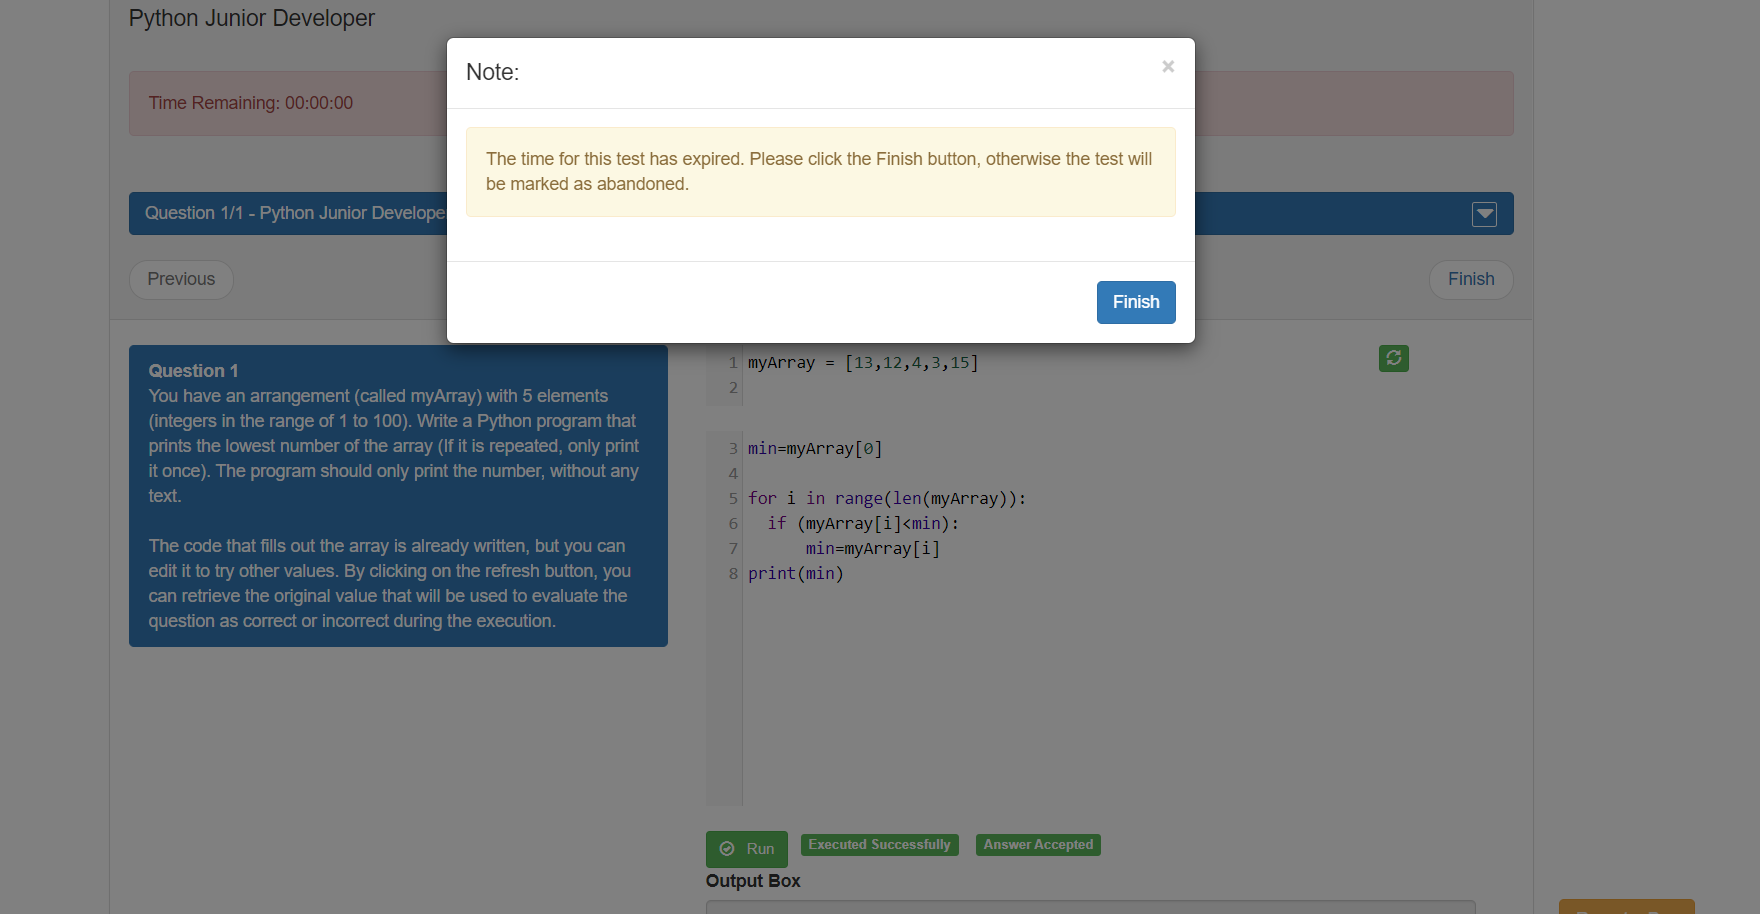 Python Junior Developer
Note:
×
Time Remaining: 00:00:00
The time for this test has expired. Please click the Finish button, otherwise the test will
be marked as abandoned.
Question 1/1 - Python Junior Develope
Previous
Finish
Finish
Question 1
You have an arrangement (called myArray) with 5 elements
(integers in the range of 1 to 100). Write a Python program that
prints the lowest number of the array (If it is repeated, only print
it once). The program should only print the number, without any
text.
The code that fills out the array is already written, but you can
edit it to try other values. By clicking on the refresh button, you
can retrieve the original value that will be used to evaluate the
question as correct or incorrect during the execution.
1 myArray = [13,12,4,3,15]
2
3 min=myArray[0]
4
5 for i in range(len(myArray)):
6   if (myArray[i]<min):
7       min=myArray[i]
8 print(min)
Run
Executed Successfully
Answer Accepted
Output Box